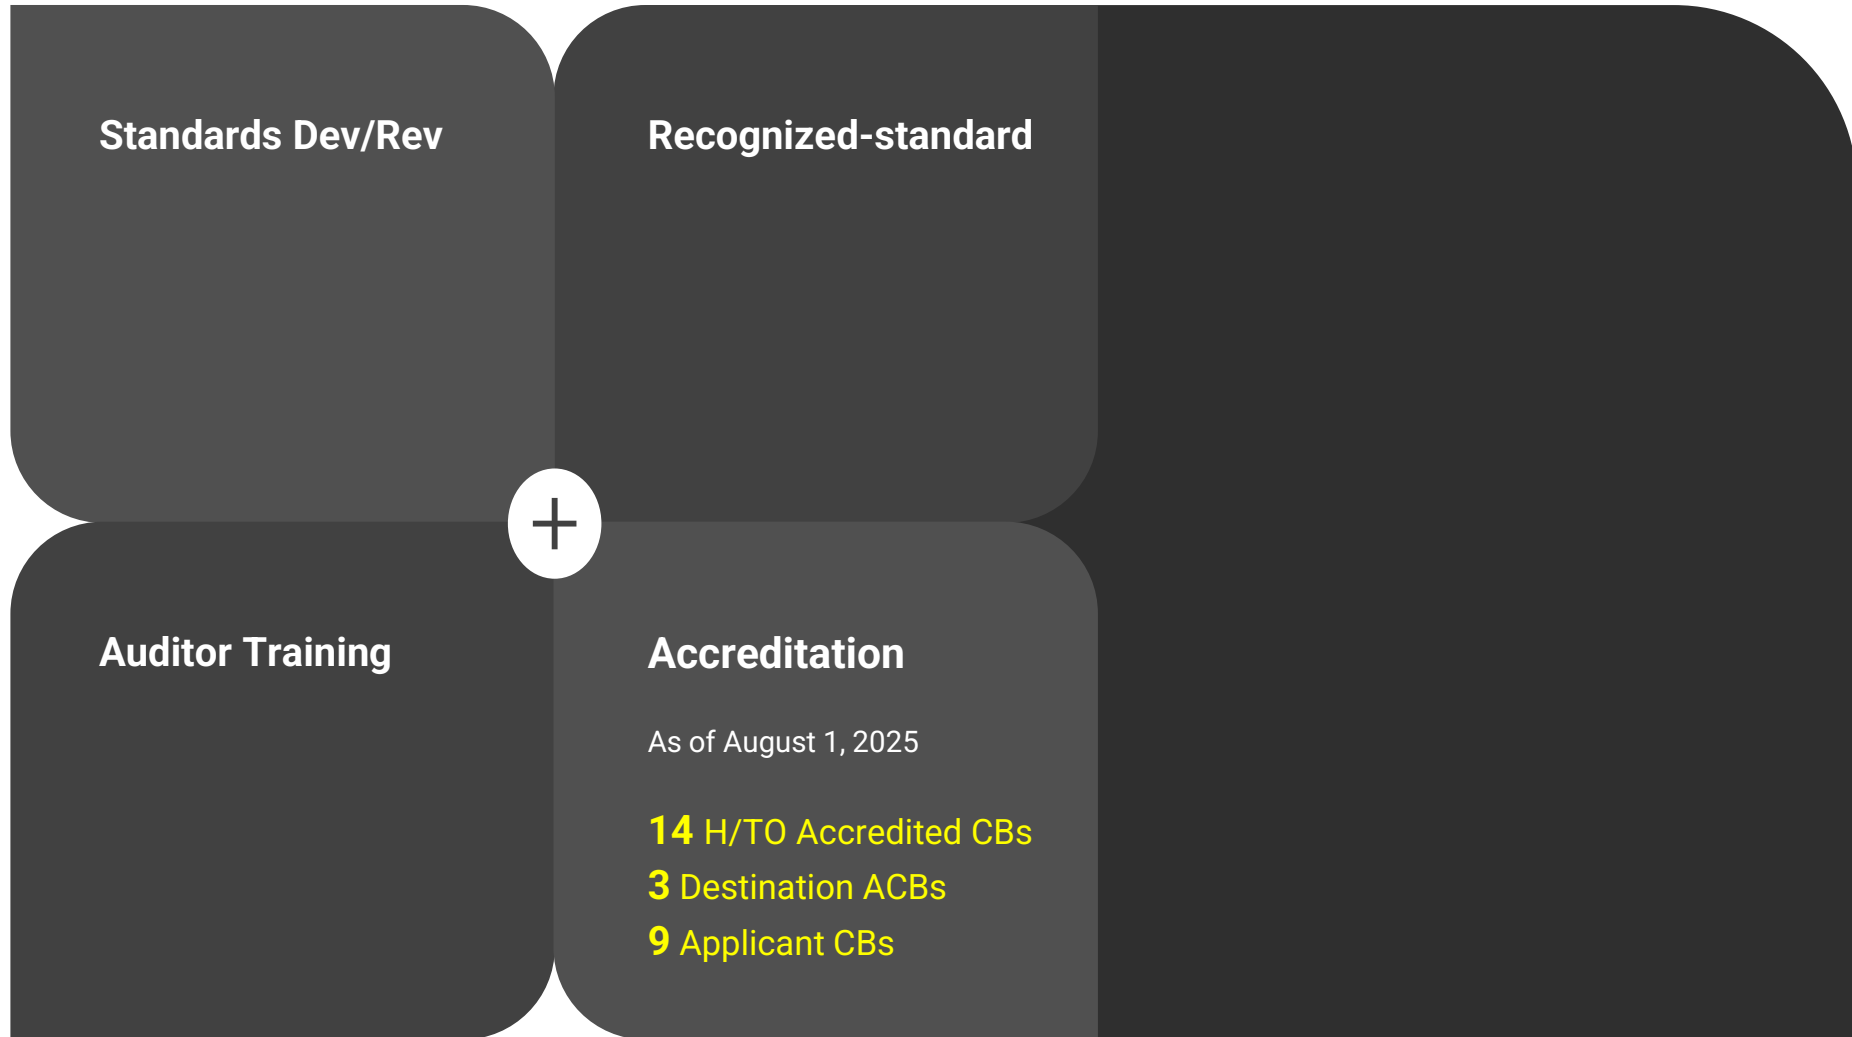 Standards Dev/Rev
Recognized-standard
Auditor Training
Accreditation
As of August 1, 2025
14 H/TO Accredited CBs
3 Destination ACBs
9 Applicant CBs